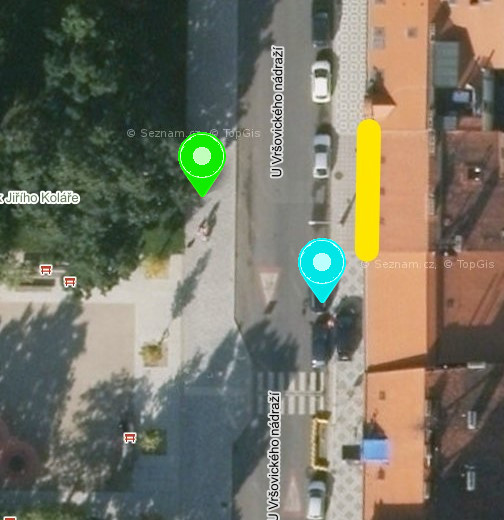 U Vršovického nádraží
© Seznam.cz, © TopGis
Jiřího Koláře
© Seznam.cz, © TopGis
U Vršovického nádraží